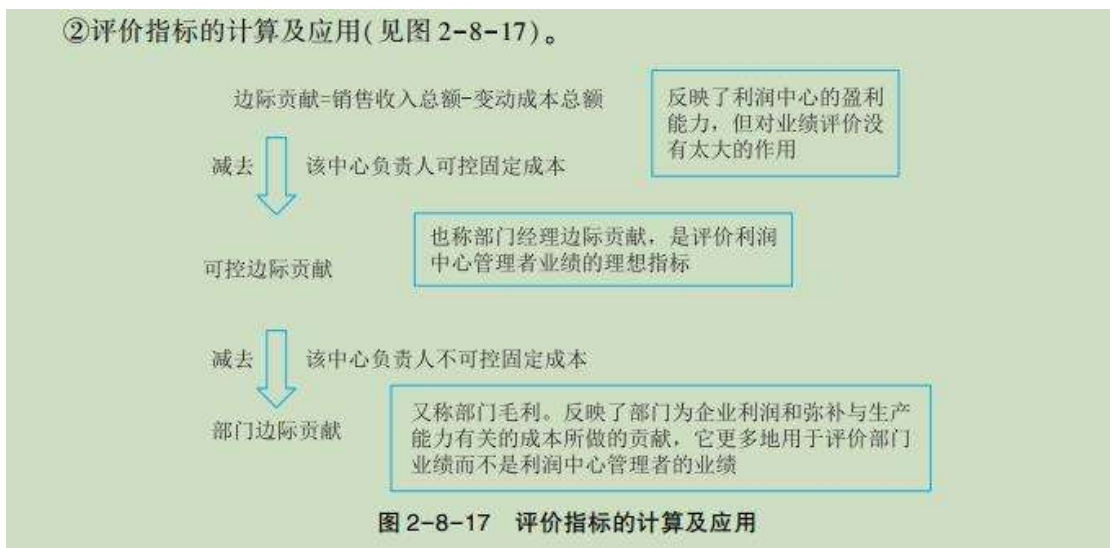 ②评价指标的计算及应用(见图2-8-17)。
边际贡献=销售收入总额-变动成本总额
反映了利润中心的盈利
能力，但对业绩评价没
有太大的作用
减去 该中心负责人可控固定成本
也称部门经理边际贡献，是评价利润
中心管理者业绩的理想指标
可控边际贡献
减去 该中心负责人不可控固定成本
又称部门毛利。反映了部门为企业利润和弥补与生产
能力有关的成本所做的贡献，它更多地用于评价部门
业绩而不是利润中心管理者的业绩
部门边际贡献
图2-8-17 评价指标的计算及应用